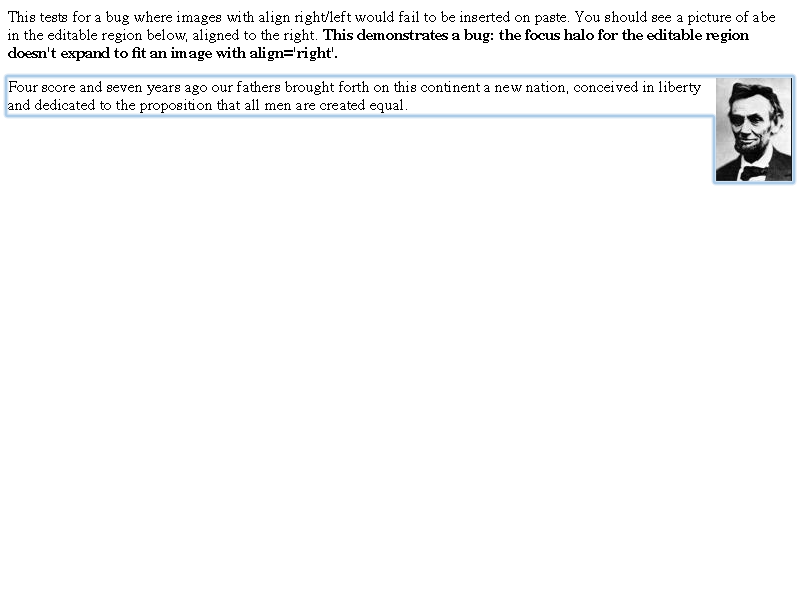 This tests for a bug where images with align right/left would fail to be inserted on paste. You should see a picture of abe
in the editable region below, aligned to the right. This demonstrates a bug: the focus halo for the editable region
doesn't expand to fit an image with align='right'.
Four score and seven years ago our fathers brought forth on this continent a new nation, conceived in liberty
and dedicated to the proposition that all men are created equal.